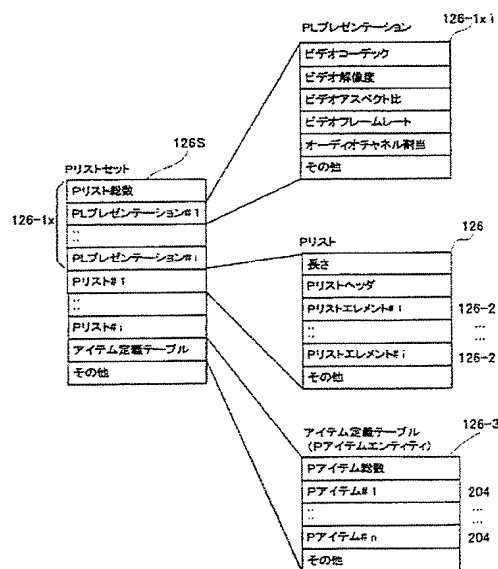 PLプレゼンテーション
126-1x i
ビデオコーデック
ビデオ解像度
ビデオアスペクト比
ビデオフレームレート
オーディオチャネル割当
その他
Pリストセット
126S
126-1x
Pリスト総数
PLプレゼンテーション#1
::
PLプレゼンテーション#i
Pリスト#1
::
Pリスト#i
アイテム定義テーブル
その他
Pリスト
126
長さ
Pリストヘッダ
Pリストエレメント#1
126-2
::
...
Pリストエレメント#i
126-2
その他
アイテム定義テーブル
(Pアイテムエンティティ)
126-3
Pアイテム総数
Pアイテム#1
204
::
...
Pアイテム#n
204
その他